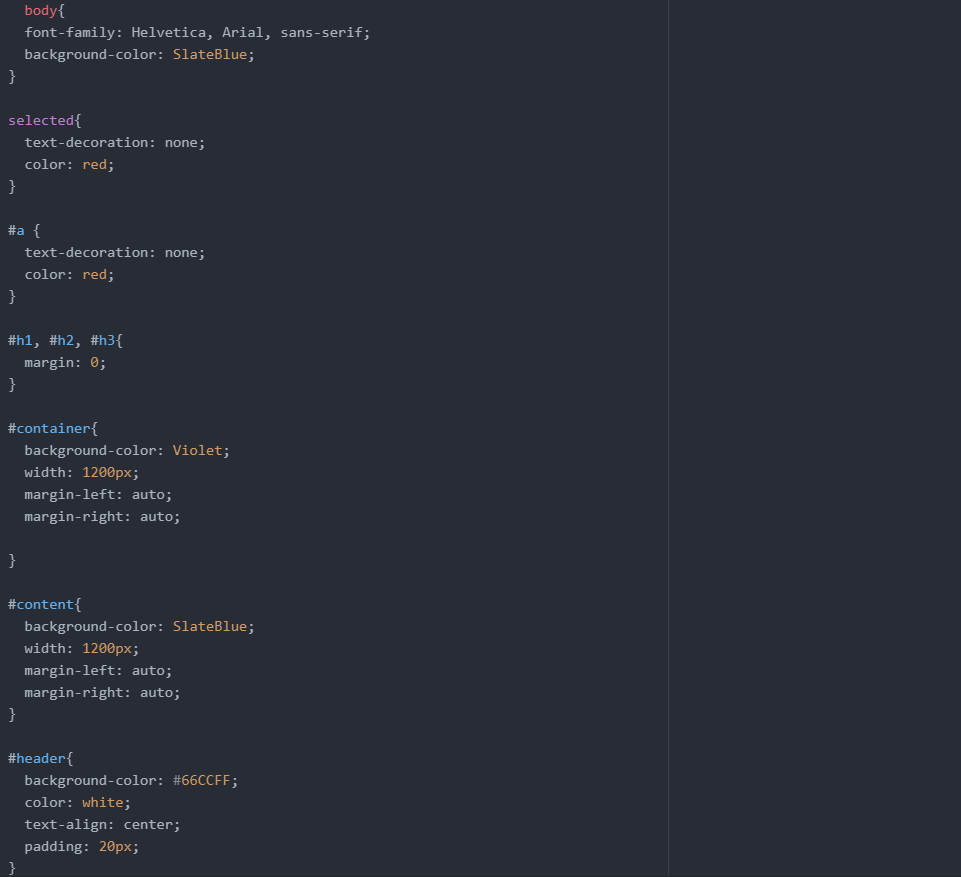 body{
font-family: Helvetica, Arial, sans-serif;
background-color: SlateBlue;
}
selected{
text-decoration: none;
color: red;
}
#a {
text-decoration: none;
color: red;
}
#h1, #h2, #h3{
margin: 0;
}
#container{
background-color: Violet;
width: 1200px;
margin-left: auto;
margin-right: auto;
}
#content{
background-color: SlateBlue;
width: 1200px;
margin-left: auto;
margin-right: auto;
}
#header{
background-color: #66CCFF;
color: white;
text-align: center;
padding: 20px;
}